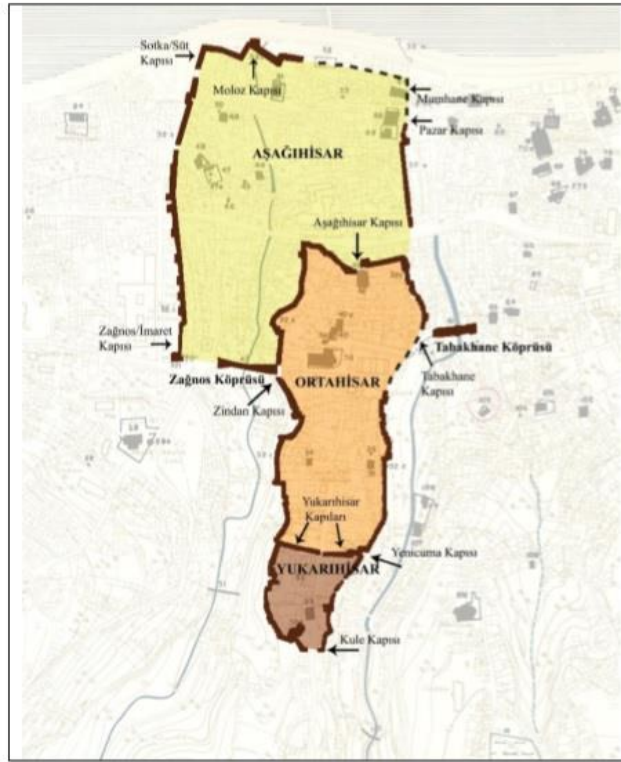 Sotka/Süt
Kapısı
Moloz Kapısı
Mumhane Kapısı
Pazar Kapısı
AŞAĞIHİSAR
Aşağıhisar Kapısı
Zağnos/İmaret
Kapısı
Zağnos Köprüsü
Zindan Kapısı
ORTAHİSAR
Tabakhane Köprüsü
Tabakhane
Kapısı
Yukarıhisar
Kapıları
Yenicuma Kapısı
YUKARIHİSAR
Kule Kapısı